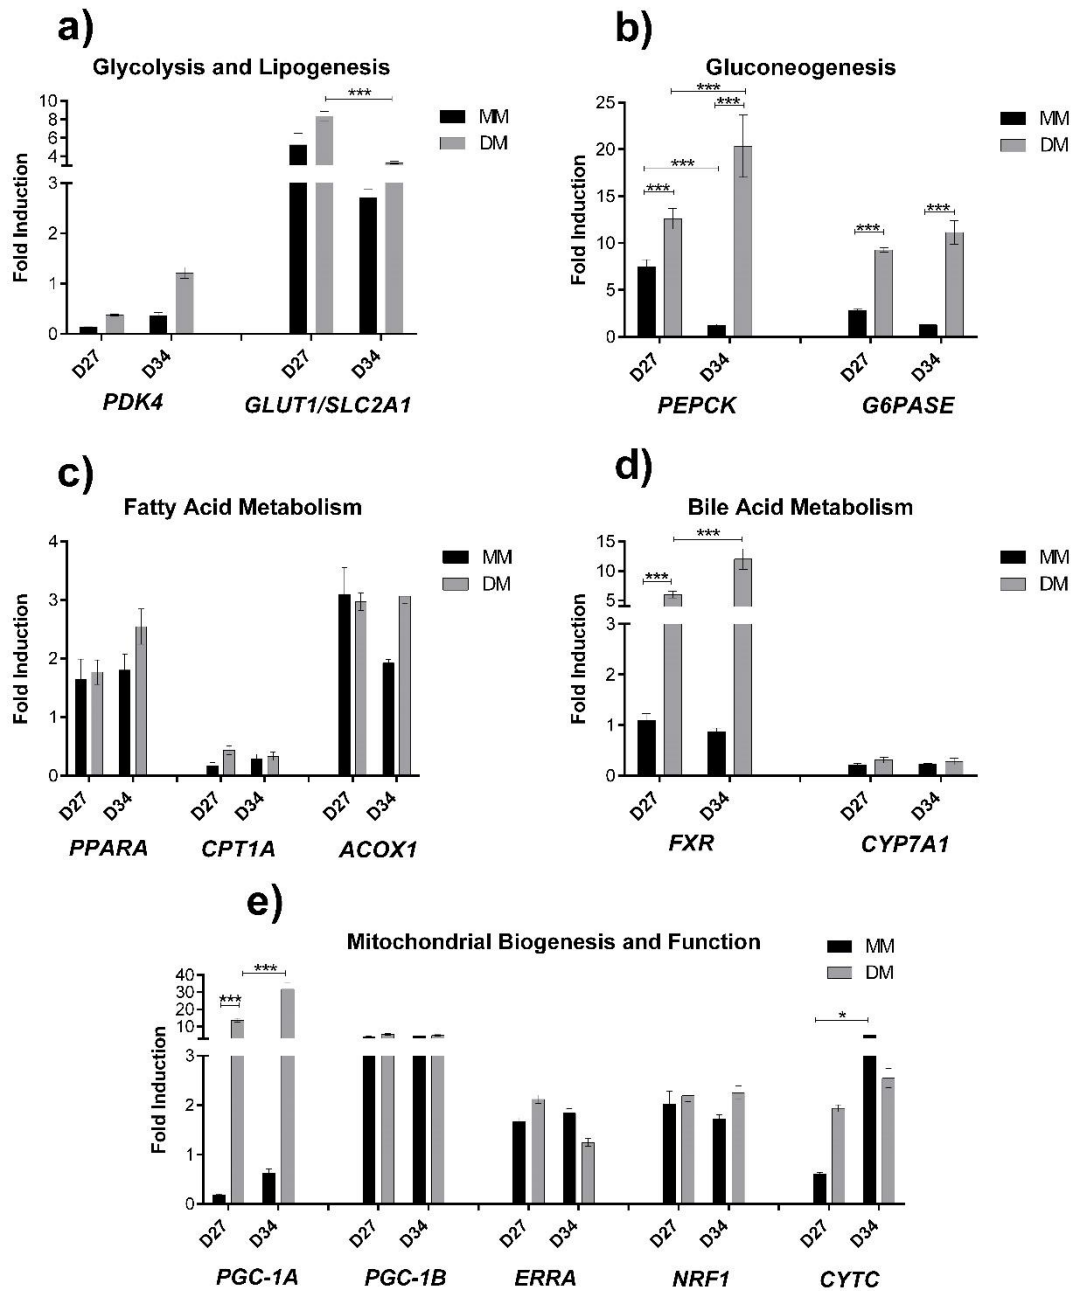 a)
Glycolysis and Lipogenesis
10
8
6
4
3
2
1
0
Fold Induction
***
MM
DM
D27
D34
D27
D34
PDK4
GLUT1/SLC2A1
b)
Gluconeogenesis
25
20
15
10
5
0
Fold Induction
***
***
***
***
***
***
MM
DM
D27
D34
D27
D34
PEPCK
G6PASE
c)
Fatty Acid Metabolism
4
3
2
1
0
Fold Induction
MM
DM
D27
D34
D27
D34
D27
D34
PPARA
CPT1A
ACOX1
d)
Bile Acid Metabolism
15
10
5
3
2
1
0
Fold Induction
***
***
MM
DM
D27
D34
D27
D34
FXR
CYP7A1
e)
Mitochondrial Biogenesis and Function
40
30
20
10
3
2
1
0
Fold Induction
***
***
*
MM
DM
D27
D34
D27
D34
D27
D34
D27
D34
D27
D34
PGC-1A
PGC-1B
ERRA
NRF1
CYTC